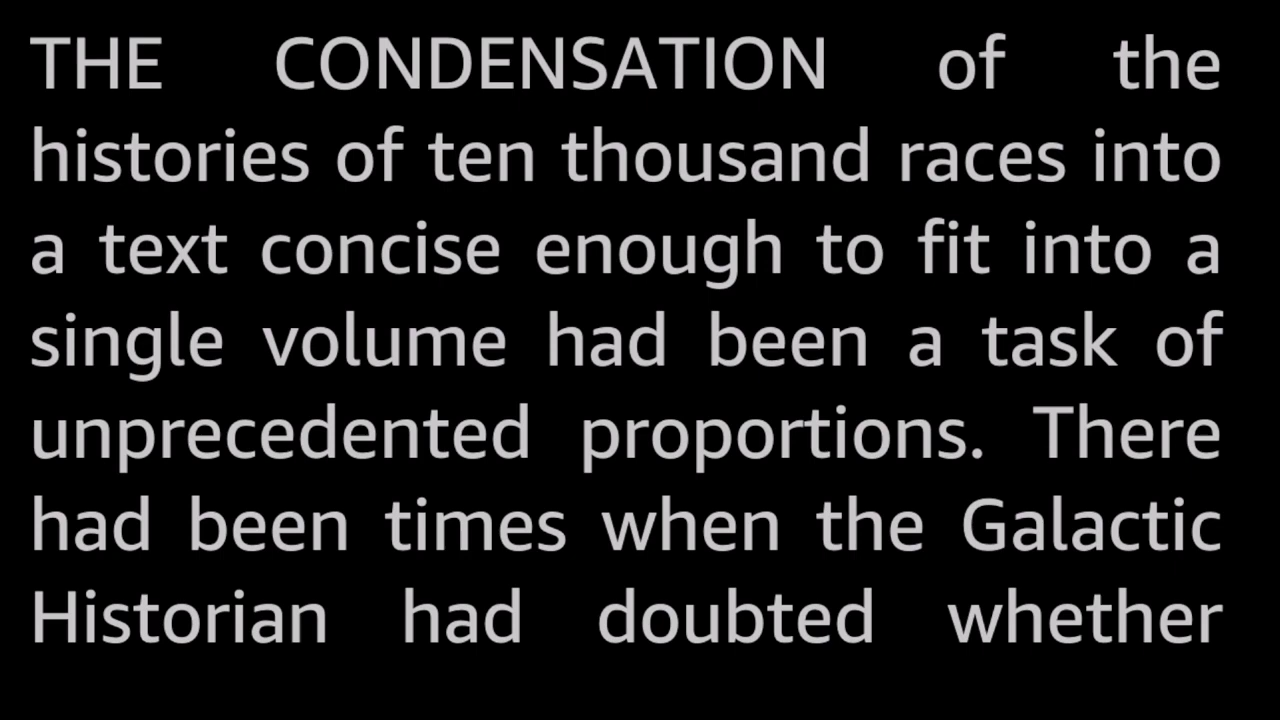 THE CONDENSATION of the
histories of ten thousand races into
a text concise enough to fit into a
single volume had been a task of
unprecedented proportions. There
had been times when the Galactic
Historian had doubted whether